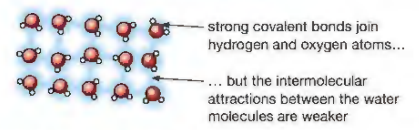 strong covalent bonds join
hydrogen and oxygen atoms...
... but the intermolecular
attractions between the water
molecules are weaker